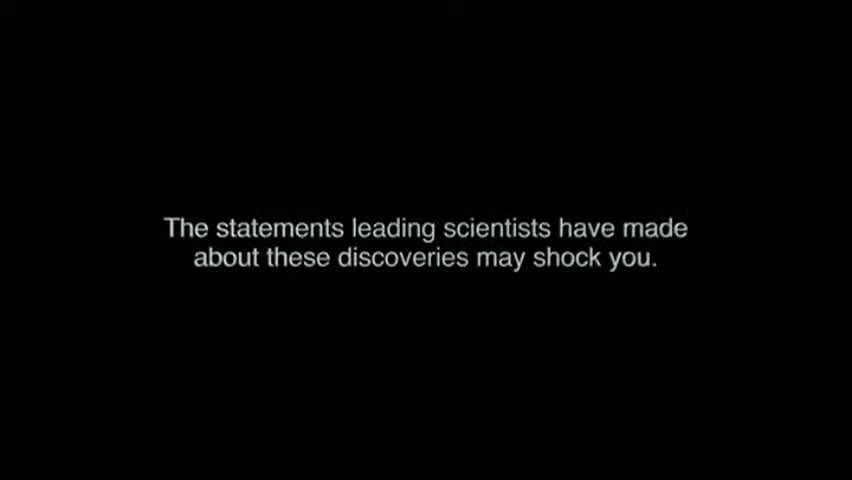 The statements leading scientists have made
about these discoveries may shock you.